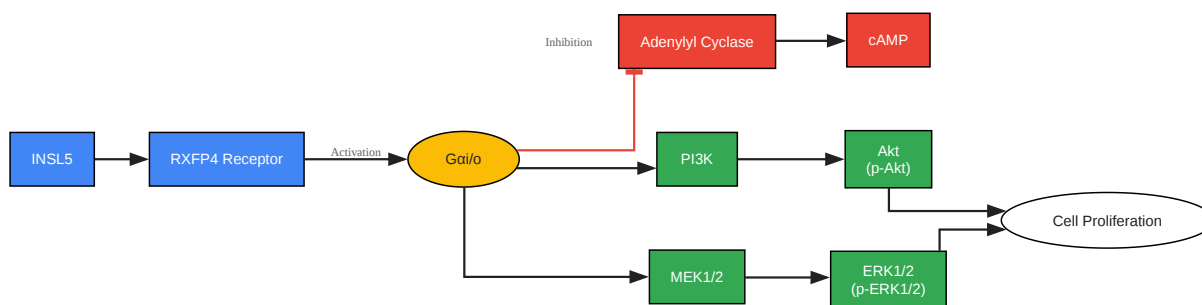 Inhibition
Adenylyl Cyclase
cAMP
INSL5
RXFP4 Receptor
Activation
Gαi/o
PI3K
Akt
(p-Akt)
Cell Proliferation
MEK1/2
ERK1/2
(p-ERK1/2)